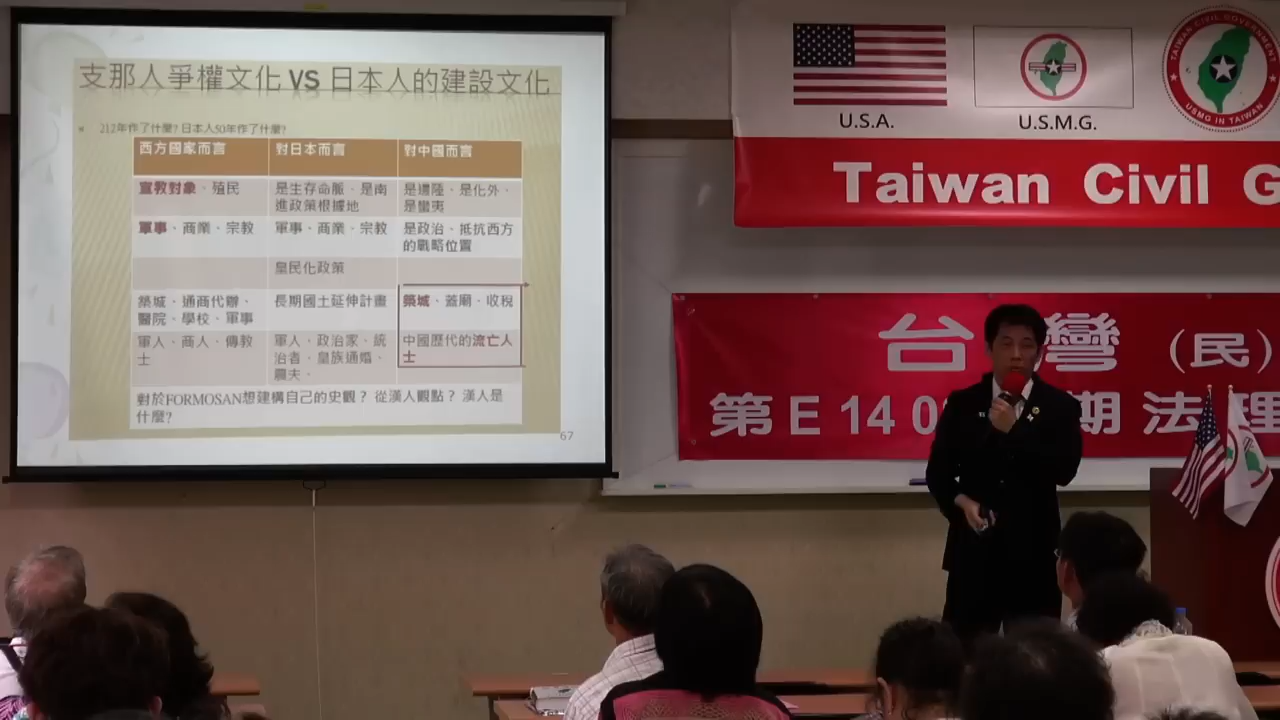 支那人爭權文化 VS 日本人的建設文化
212年作了什麼? 日本人50年作了什麼?
西方國家而言
對日本而言
對中國而言
宣教對象、殖民
是生存命脈、是南
進政策根據地
是邊陲、是化外、
是蠻夷
軍事、商業、宗教
軍事、商業、宗教
是政治、抵抗西方
的戰略位置
皇民化政策
築城、通商代辦、
醫院、學校、軍事
長期國土延伸計畫
築城、蓋廟、收稅
軍人、商人、傳教
士
軍人、政治家、統
治者、皇族通婚、
農夫、
中國歷代的流亡人
士
對於FORMOSAN想建構自己的史觀? 從漢人觀點? 漢人是
什麼?
67
U.S.A.
U.S.M.G.
TAIWAN CIVIL GOVERNMENT
USMG IN TAIWAN
Taiwan Civil G
台灣 (民)
第 E 14 0 期 法 理